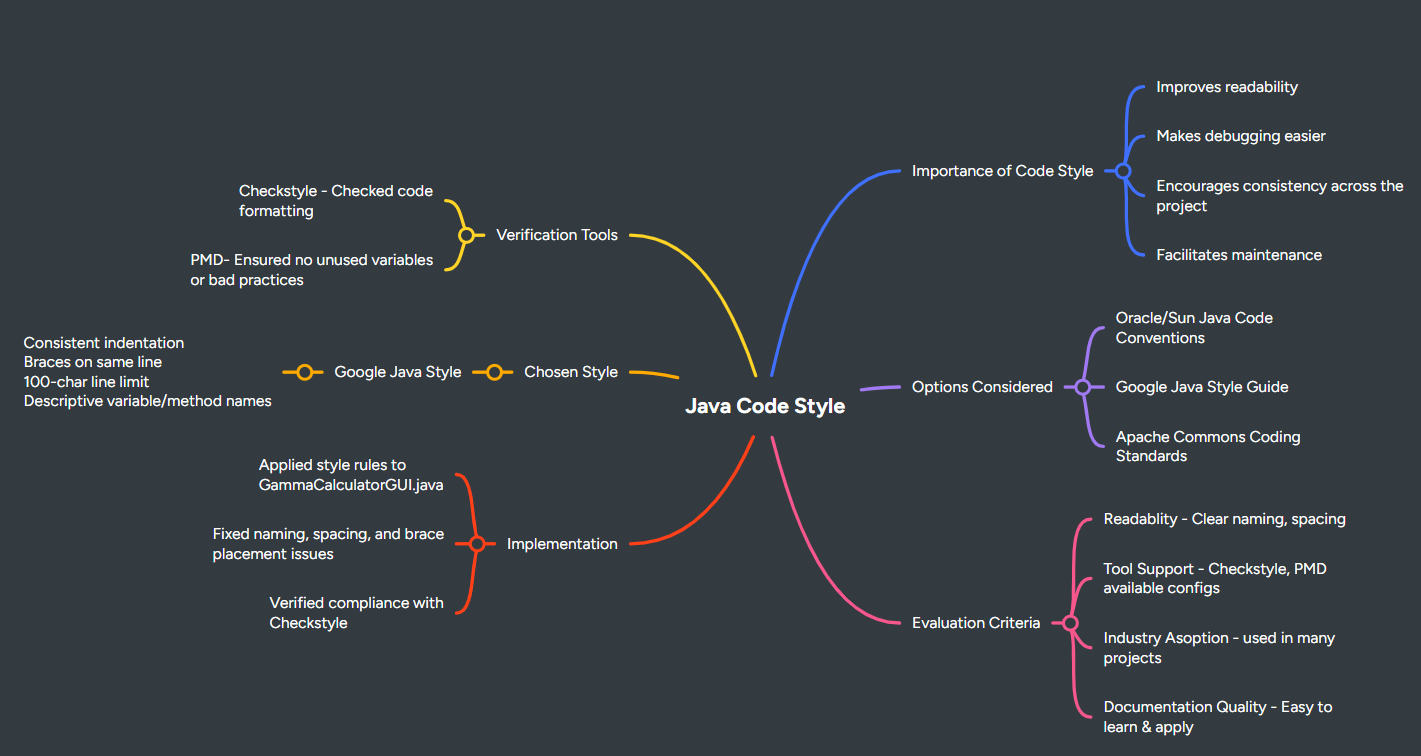 Java Code Style
Importance of Code Style
Improves readability
Makes debugging easier
Encourages consistency across the
project
Facilitates maintenance
Options Considered
Oracle/Sun Java Code
Conventions
Google Java Style Guide
Apache Commons Coding
Standards
Evaluation Criteria
Readablity - Clear naming, spacing
Tool Support - Checkstyle, PMD
available configs
Industry Asoption - used in many
projects
Documentation Quality - Easy to
learn & apply
Verification Tools
Checkstyle - Checked code
formatting
PMD- Ensured no unused variables
or bad practices
Chosen Style
Google Java Style
Consistent indentation
Braces on same line
100-char line limit
Descriptive variable/method names
Implementation
Applied style rules to
GammaCalculatorGUI.java
Fixed naming, spacing, and brace
placement issues
Verified compliance with
Checkstyle